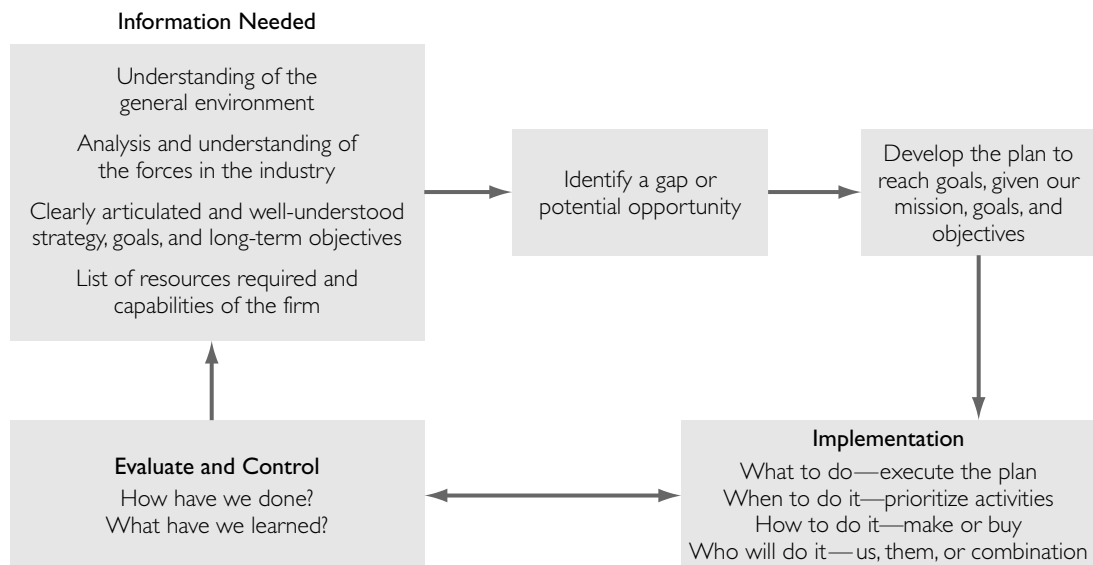 Information Needed
Understanding of the
general environment
Analysis and understanding of
the forces in the industry
Clearly articulated and well-understood
strategy, goals, and long-term objectives
List of resources required and
capabilities of the firm
Identify a gap or
potential opportunity
Develop the plan to
reach goals, given our
mission, goals, and
objectives
Implementation
What to do—execute the plan
When to do it—prioritize activities
How to do it—make or buy
Who will do it—us, them, or combination
Evaluate and Control
How have we done?
What have we learned?